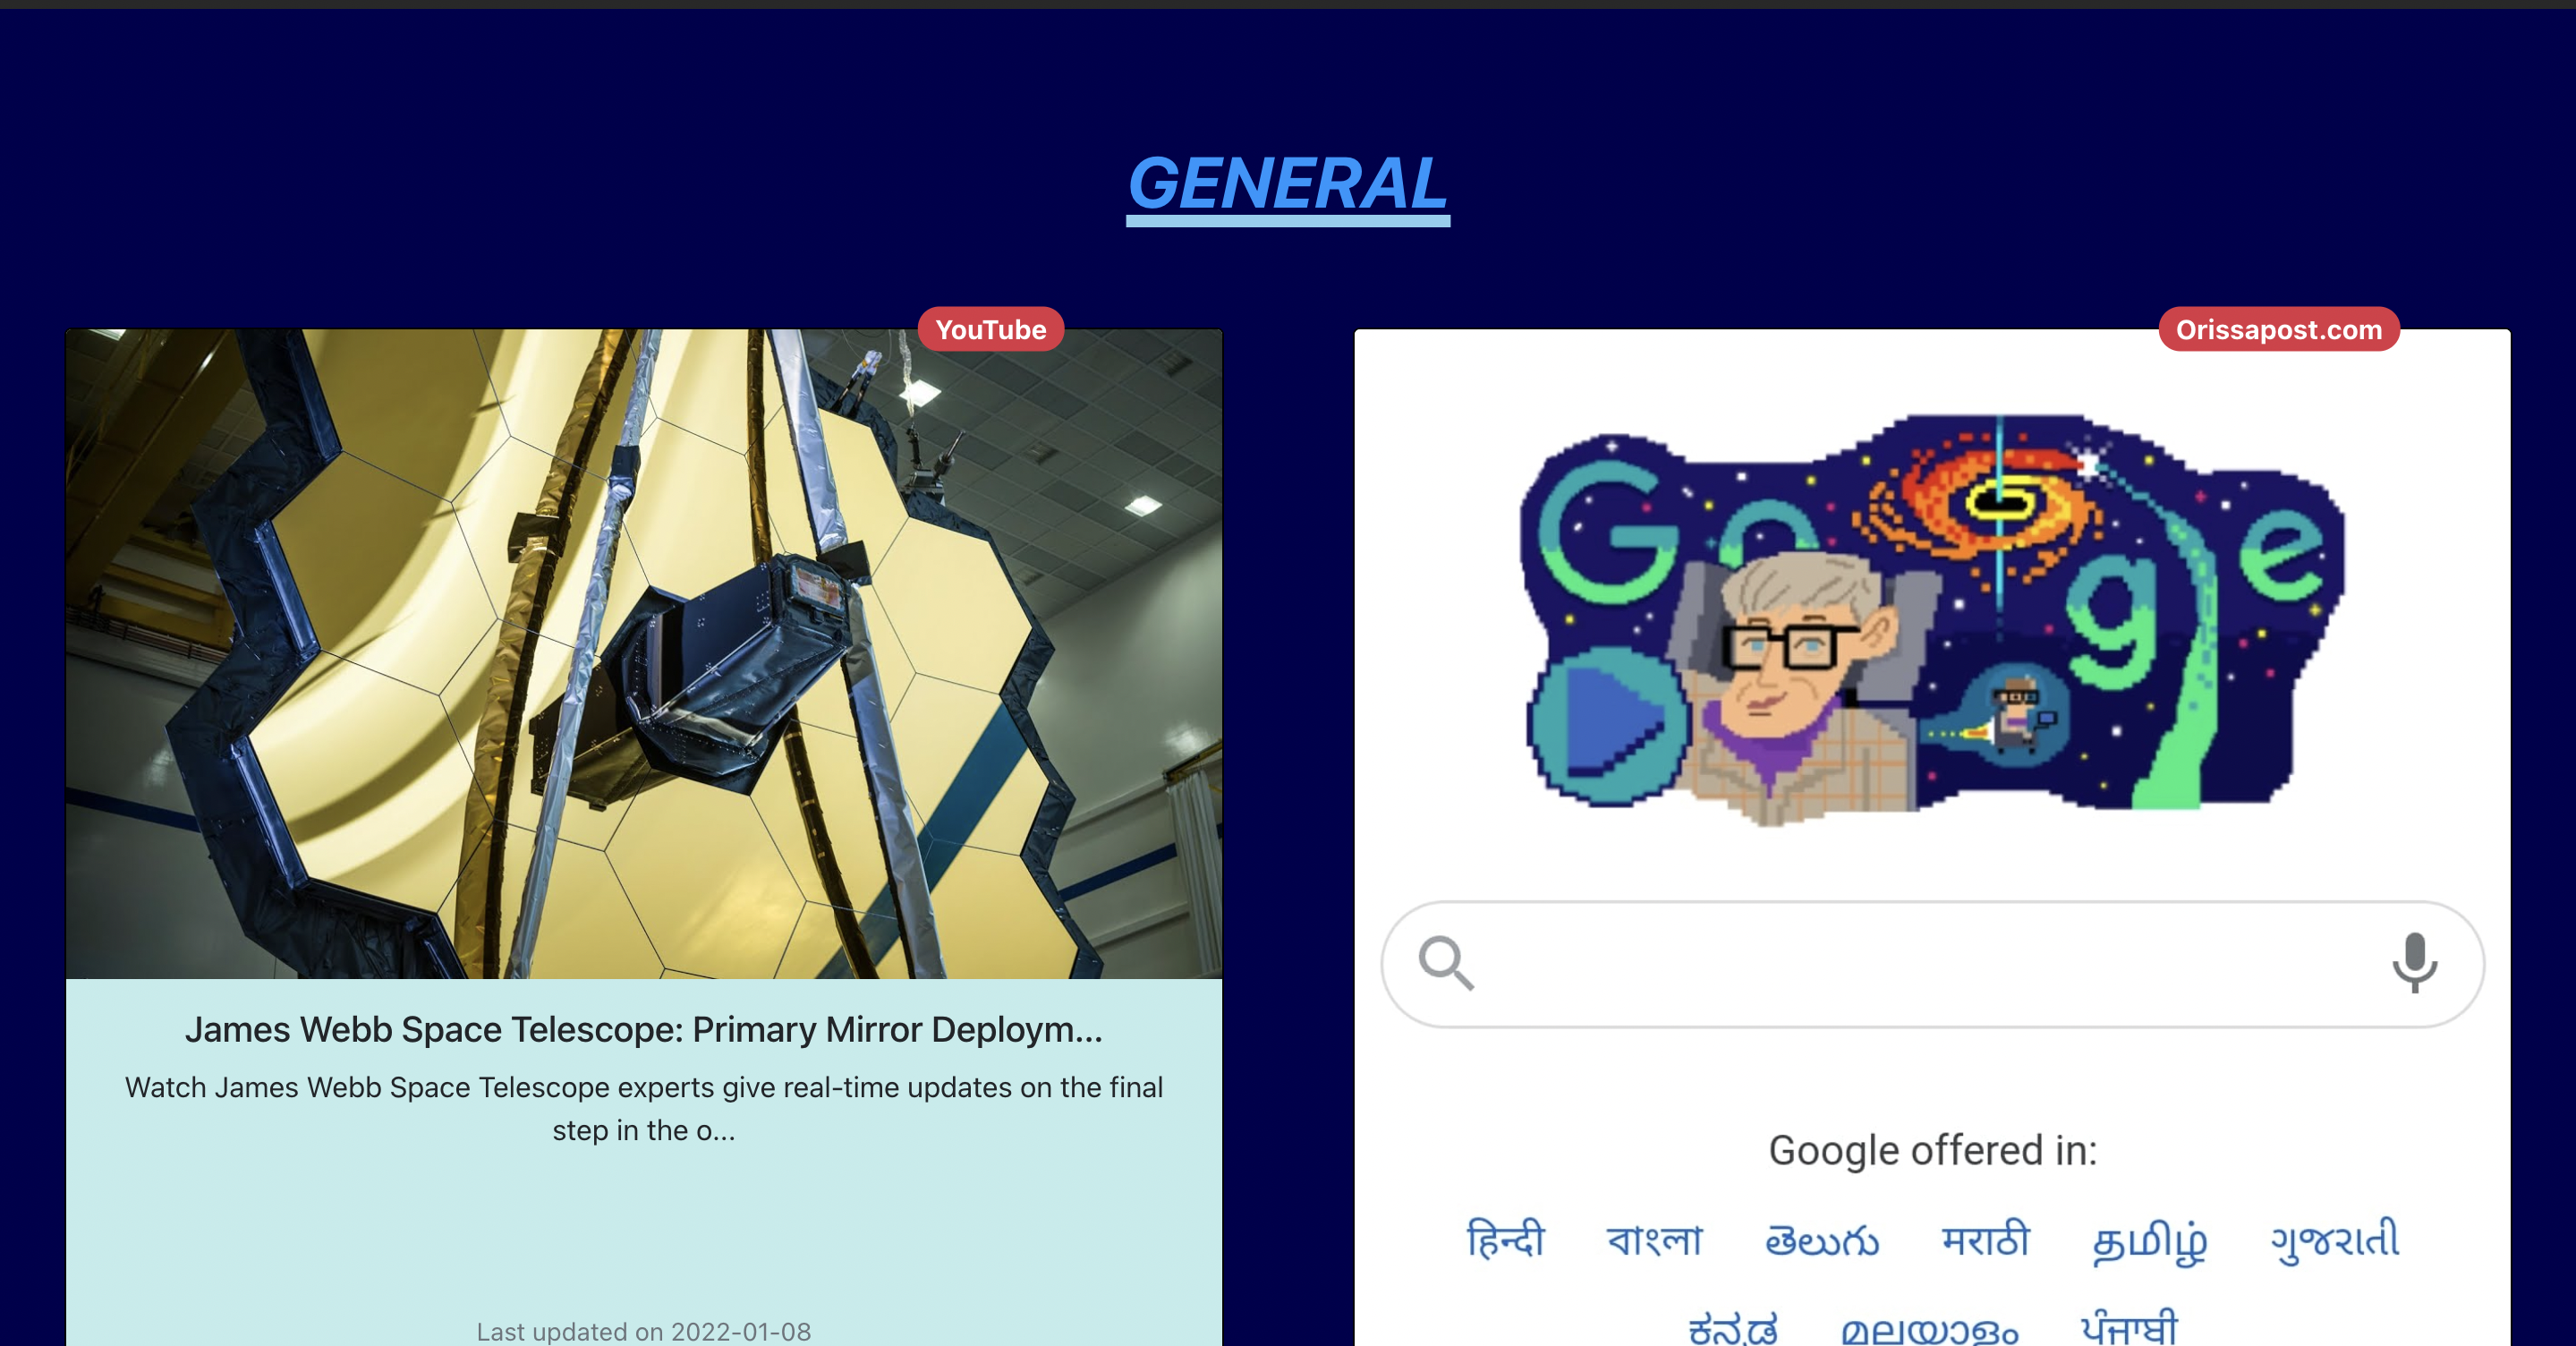 GENERAL
YouTube
James Webb Space Telescope: Primary Mirror Deploym...
Watch James Webb Space Telescope experts give real-time updates on the final
step in the o...
Last updated on 2022-01-08
Orissapost.com
Go ge
Google offered in:
हिन्दी বাংলা తెలుగు मराठी தமிழ் ગુજરાતી
ಕನ್ನಡ മലയാളം ਪੰਜਾਬੀ